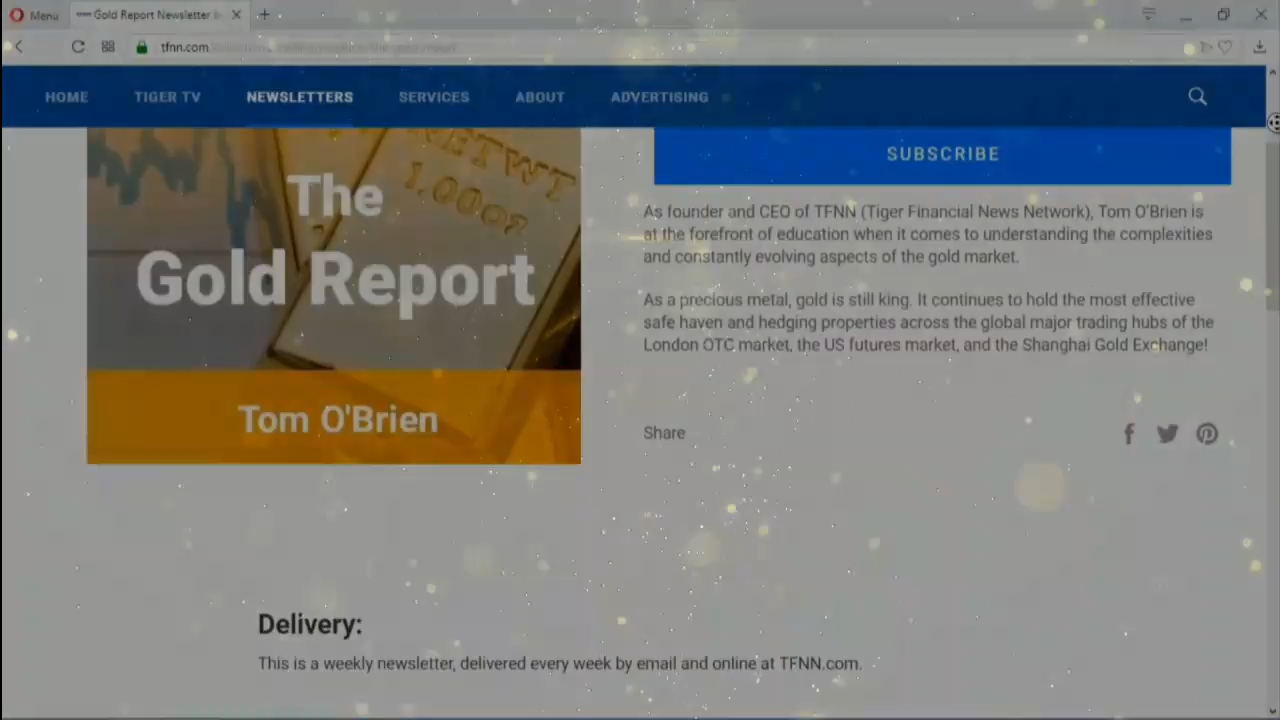 Menu
Gold Report Newsletter
tfnn.com
HOME TIGER TV NEWSLETTERS SERVICES ABOUT ADVERTISING
NETWT
1.00OZ
The
Gold Report
Tom O'Brien
SUBSCRIBE
As founder and CEO of TFNN (Tiger Financial News Network), Tom O'Brien is
at the forefront of education when it comes to understanding the complexities
and constantly evolving aspects of the gold market.
As a precious metal, gold is still king. It continues to hold the most effective
safe haven and hedging properties across the global major trading hubs of the
London OTC market, the US futures market, and the Shanghai Gold Exchange!
Share
Delivery:
This is a weekly newsletter, delivered every week by email and online at TFNN.com.